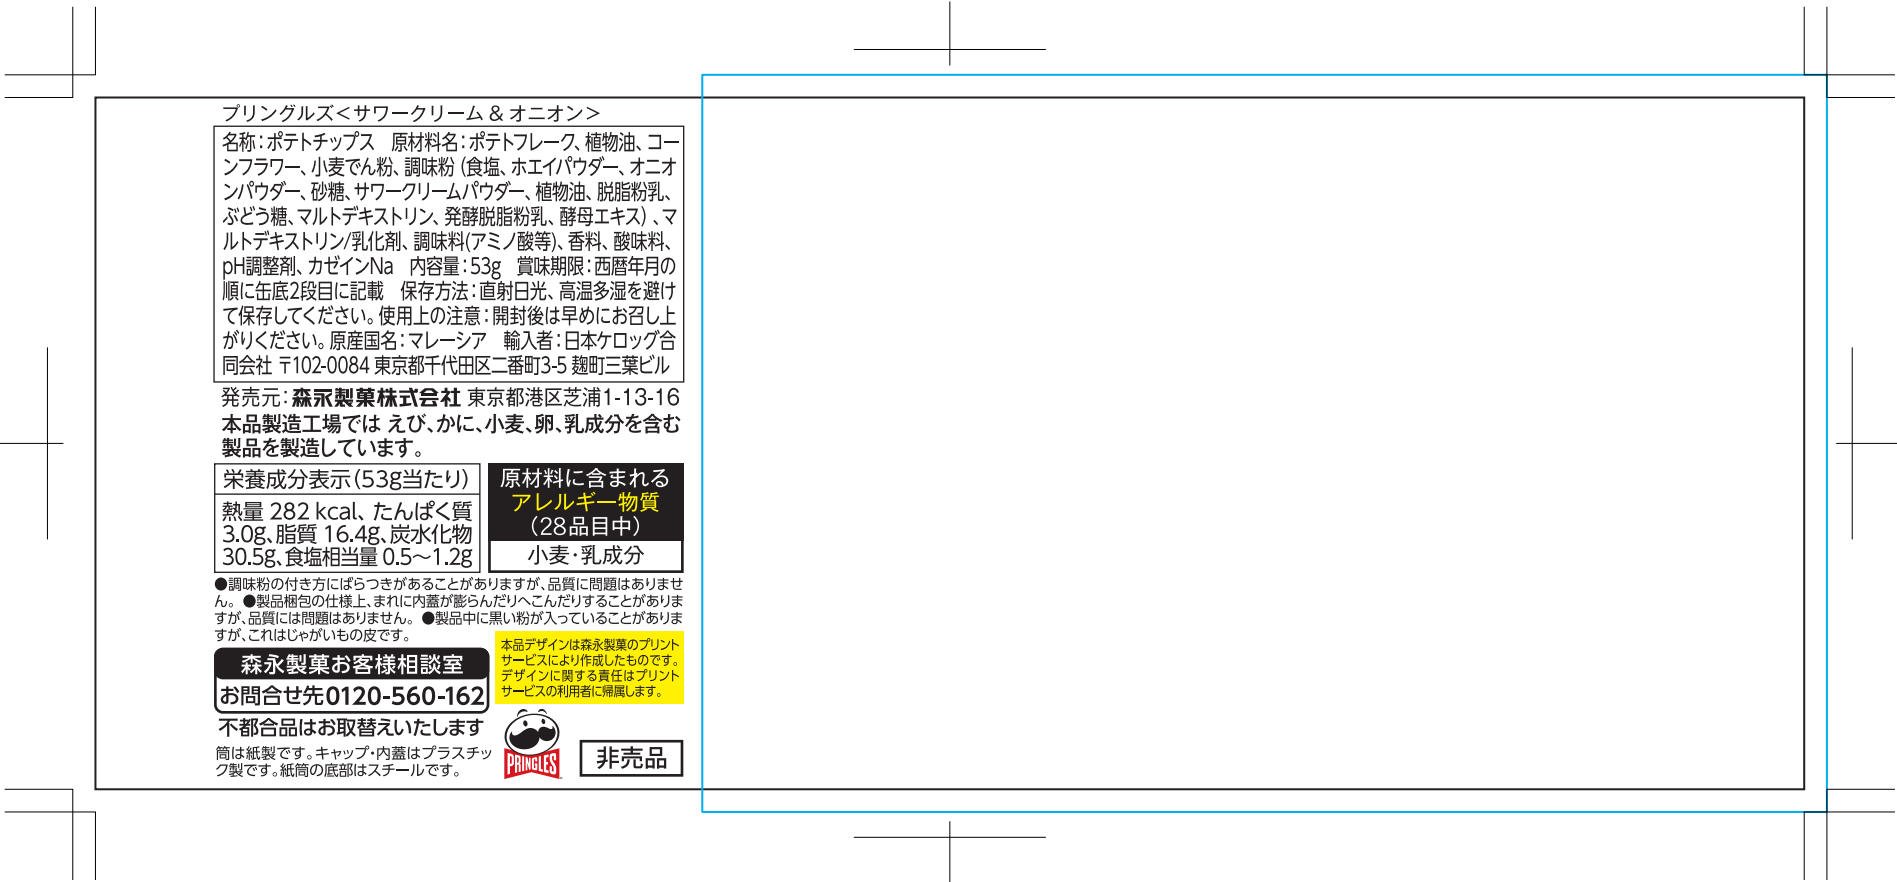 プリングルズ<サワークリーム & オニオン>
名称：ポテトチップス　原材料名：ポテトフレーク、植物油、コー
ンフラワー、小麦でん粉、調味粉（食塩、ホエイパウダー、オニオ
ンパウダー、砂糖、サワークリームパウダー、植物油、脱脂粉乳、
ぶどう糖、マルトデキストリン、発酵脱脂粉乳、酵母エキス）、マ
ルトデキストリン/乳化剤、調味料(アミノ酸等)、香料、酸味料、
pH調整剤、カゼインNa　内容量：53g　賞味期限：西暦年月の
順に缶底2段目に記載　保存方法：直射日光、高温多湿を避け
て保存してください。使用上の注意：開封後は早めにお召し上
がりください。原産国名：マレーシア　輸入者：日本ケロッグ合
同会社 〒102-0084 東京都千代田区二番町3-5 麹町三葉ビル
発売元：森永製菓株式会社 東京都港区芝浦1-13-16
本品製造工場では えび、かに、小麦、卵、乳成分を含む
製品を製造しています。
栄養成分表示（53g当たり）
熱量 282 kcal、たんぱく質
3.0g、脂質 16.4g、炭水化物
30.5g、食塩相当量 0.5〜1.2g
原材料に含まれる
アレルギー物質
（28品目中）
小麦・乳成分
●調味粉の付き方にばらつきがあることがありますが、品質に問題はありませ
ん。●製品梱包の仕様上、まれに内蓋が膨らんだりへこんだりすることがありま
すが、品質には問題はありません。●製品中に黒い粉が入っていることがありま
すが、これはじゃがいもの皮です。
森永製菓お客様相談室
お問合せ先0120-560-162
不都合品はお取替えいたします
筒は紙製です。キャップ・内蓋はプラスチッ
ク製です。紙筒の底部はスチールです。
本品デザインは森永製菓のプリント
サービスにより作成したものです。
デザインに関する責任はプリント
サービスの利用者に帰属します。
PRINGLES
非売品